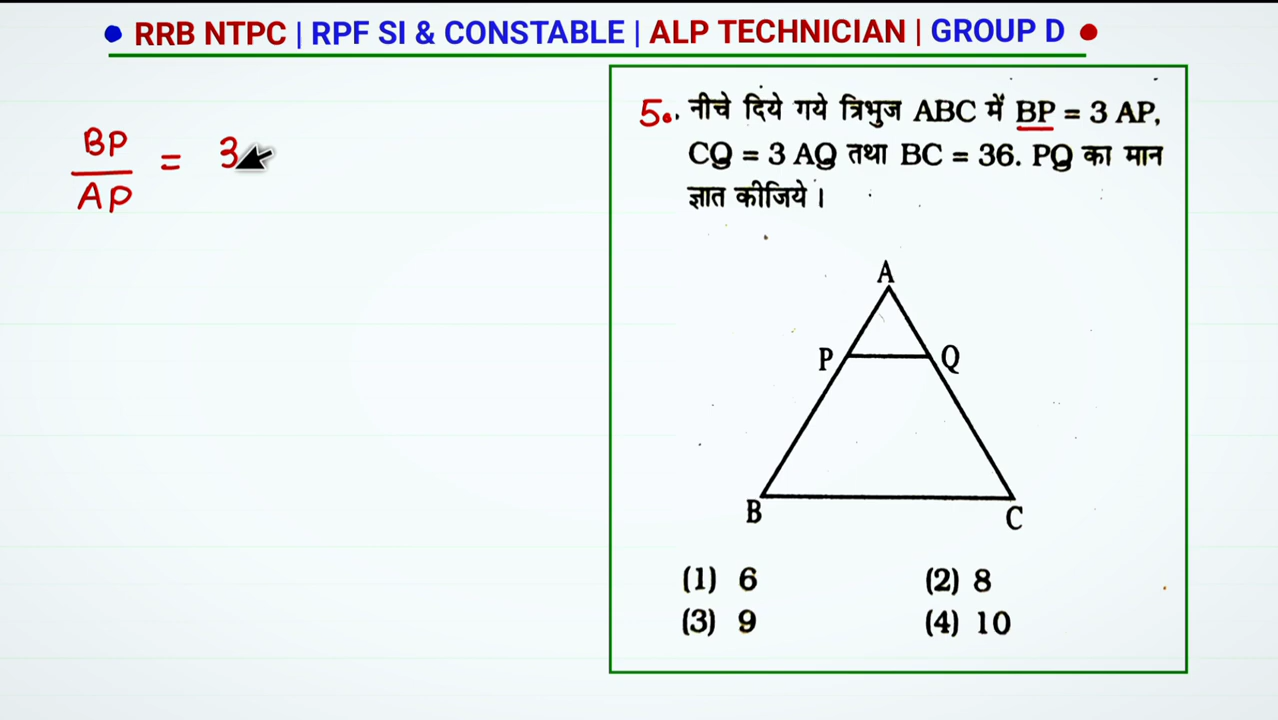 RRB NTPC | RPF SI & CONSTABLE | ALP TECHNICIAN | GROUP D
BP
AP
= 3
5. नीचे दिये गये त्रिभुज ABC में BP = 3 AP,
CQ = 3 AQ तथा BC = 36. PQ का मान
ज्ञात कीजिये।
A
P
Q
B
C
(1) 6
(2) 8
(3) 9
(4) 10